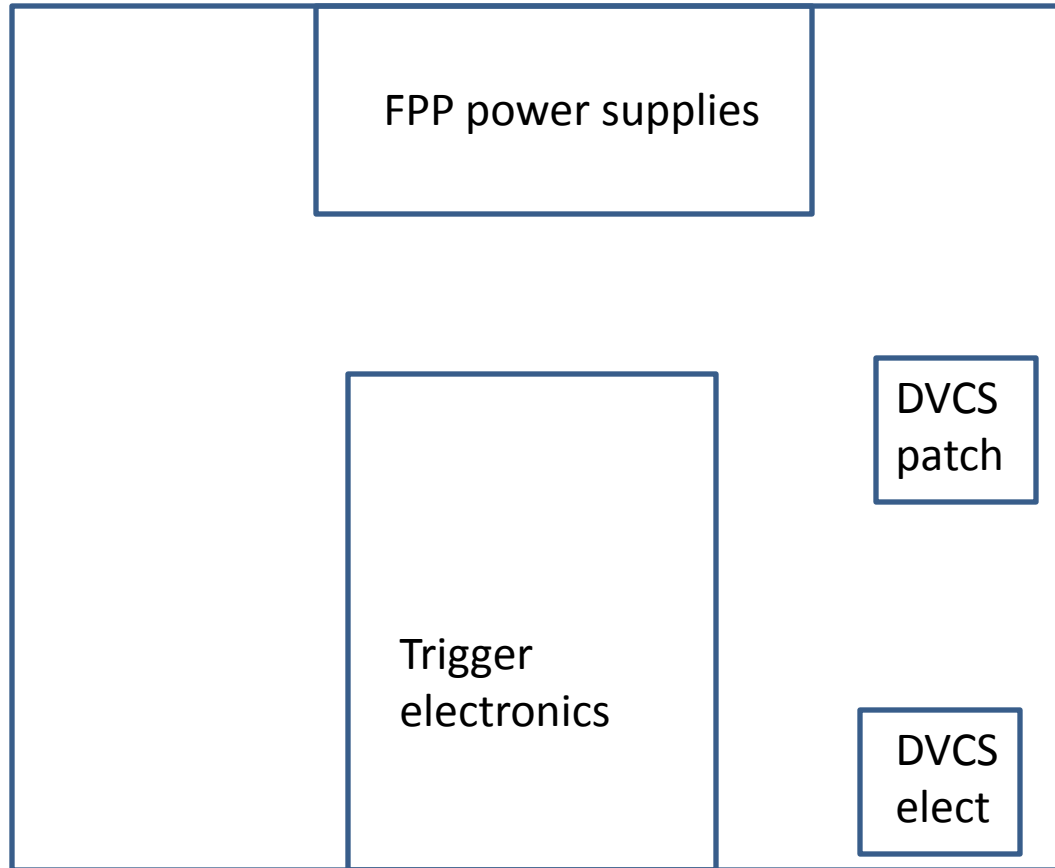 FPP power supplies
DVCS
patch
Trigger
electronics
DVCS
elect